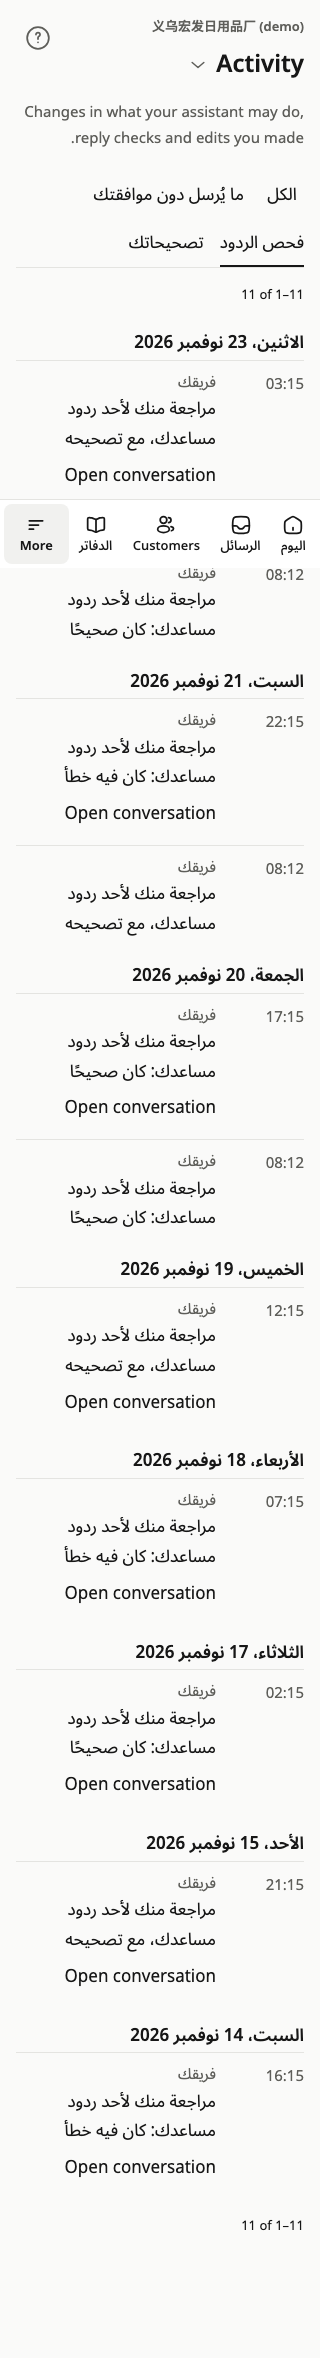 义乌宏发日用品厂 (demo)
Activity
Changes in what your assistant may do,
reply checks and edits you made.
الكل
ما يُرسل دون موافقتك
فحص الردود
تصحيحاتك
1–11 of 11
الاثنين، 23 نوفمبر 2026
03:15
فريقك
مراجعة منك لأحد ردود
مساعدك، مع تصحيحه
Open conversation
اليوم
الرسائل
Customers
الدفاتر
More
08:12
فريقك
مراجعة منك لأحد ردود
مساعدك: كان صحيحًا
السبت، 21 نوفمبر 2026
22:15
فريقك
مراجعة منك لأحد ردود
مساعدك: كان فيه خطأ
Open conversation
08:12
فريقك
مراجعة منك لأحد ردود
مساعدك، مع تصحيحه
الجمعة، 20 نوفمبر 2026
17:15
فريقك
مراجعة منك لأحد ردود
مساعدك: كان صحيحًا
Open conversation
08:12
فريقك
مراجعة منك لأحد ردود
مساعدك: كان صحيحًا
الخميس، 19 نوفمبر 2026
12:15
فريقك
مراجعة منك لأحد ردود
مساعدك، مع تصحيحه
Open conversation
الأربعاء، 18 نوفمبر 2026
07:15
فريقك
مراجعة منك لأحد ردود
مساعدك: كان فيه خطأ
Open conversation
الثلاثاء، 17 نوفمبر 2026
02:15
فريقك
مراجعة منك لأحد ردود
مساعدك: كان صحيحًا
Open conversation
الأحد، 15 نوفمبر 2026
21:15
فريقك
مراجعة منك لأحد ردود
مساعدك، مع تصحيحه
Open conversation
السبت، 14 نوفمبر 2026
16:15
فريقك
مراجعة منك لأحد ردود
مساعدك: كان فيه خطأ
Open conversation
1–11 of 11